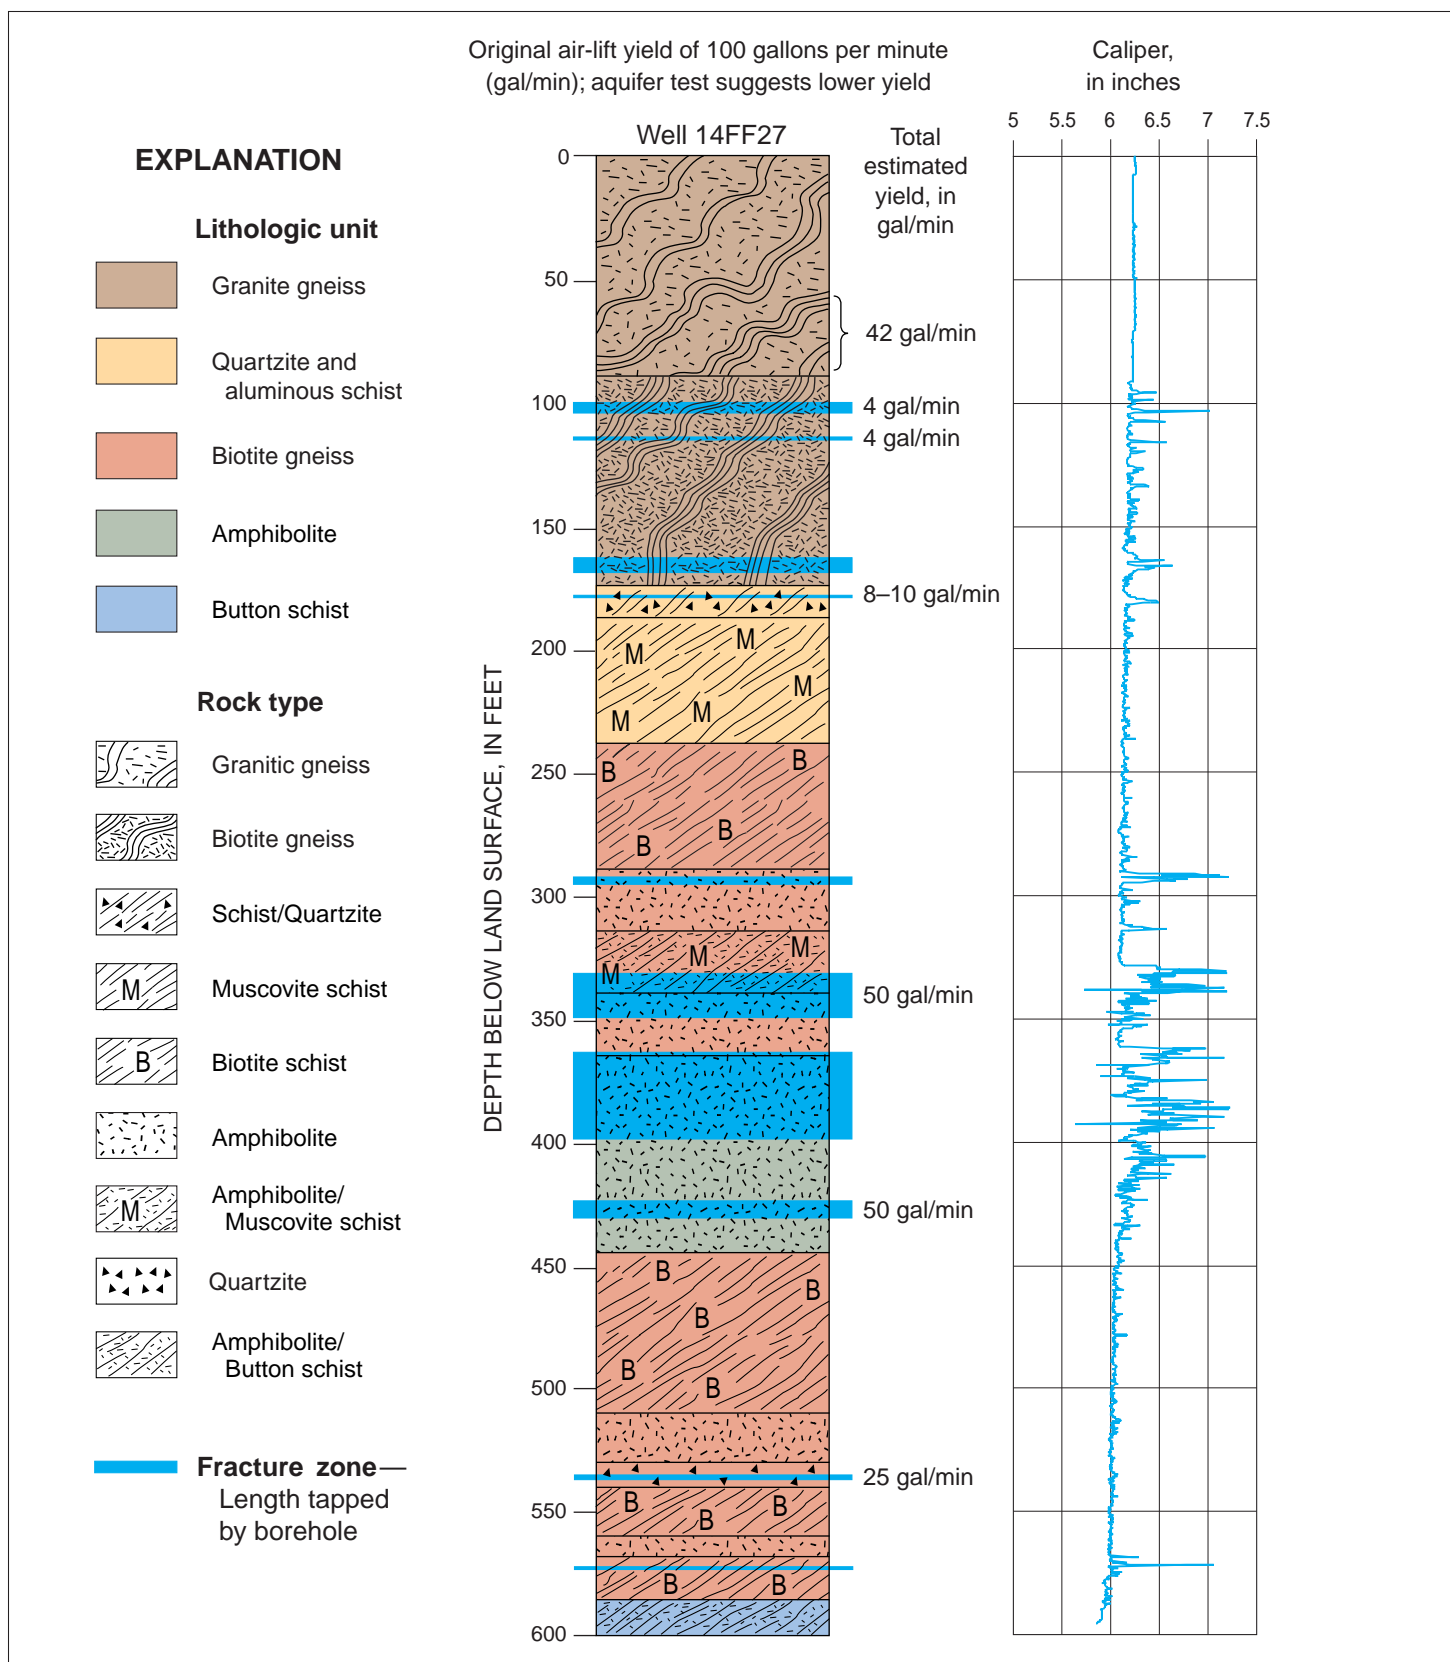 Original air-lift yield of 100 gallons per minute
(gal/min); aquifer test suggests lower yield
Caliper,
in inches
5 5.5 6 6.5 7 7.5
Well 14FF27
Total
estimated
yield, in
gal/min
EXPLANATION
Lithologic unit
Granite gneiss
Quartzite and
aluminous schist
Biotite gneiss
Amphibolite
Button schist
Rock type
Granitic gneiss
Biotite gneiss
Schist/Quartzite
M Muscovite schist
B Biotite schist
Amphibolite
M Amphibolite/
Muscovite schist
Quartzite
Amphibolite/
Button schist
Fracture zone—
Length tapped
by borehole
DEPTH BELOW LAND SURFACE, IN FEET
0
50
100
150
200
250
300
350
400
450
500
550
600
42 gal/min
4 gal/min
4 gal/min
8–10 gal/min
50 gal/min
50 gal/min
25 gal/min
M M
M
M M
B B
B
B
M M
M
B
B
B
B
B
B B
B
B B